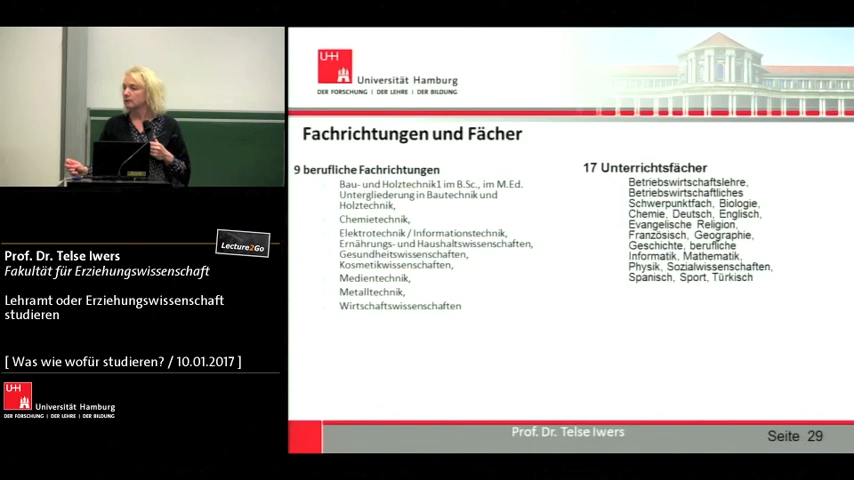 UHH
Universität Hamburg
DER FORSCHUNG | DER LEHRE | DER BILDUNG
Fachrichtungen und Fächer
9 berufliche Fachrichtungen
Bau- und Holztechnik1 im B.Sc., im M.Ed.
Untergliederung in Bautechnik und
Holztechnik,
Chemietechnik,
Elektrotechnik / Informationstechnik,
Ernährungs- und Haushaltswissenschaften,
Gesundheitswissenschaften,
Kosmetikwissenschaften,
Medientechnik,
Metalltechnik,
Wirtschaftswissenschaften
17 Unterrichtsfächer
Betriebswirtschaftslehre,
Betriebswirtschaftliches
Schwerpunktfach, Biologie,
Chemie, Deutsch, Englisch,
Evangelische Religion,
Französisch, Geographie,
Geschichte, berufliche
Informatik, Mathematik,
Physik, Sozialwissenschaften,
Spanisch, Sport, Türkisch
Prof. Dr. Telse Iwers
Seite 29
Lecture2Go
Prof. Dr. Telse Iwers
Fakultät für Erziehungswissenschaft
Lehramt oder Erziehungswissenschaft
studieren
[ Was wie wofür studieren? / 10.01.2017 ]
UHH
Universität Hamburg
DER FORSCHUNG | DER LEHRE | DER BILDUNG